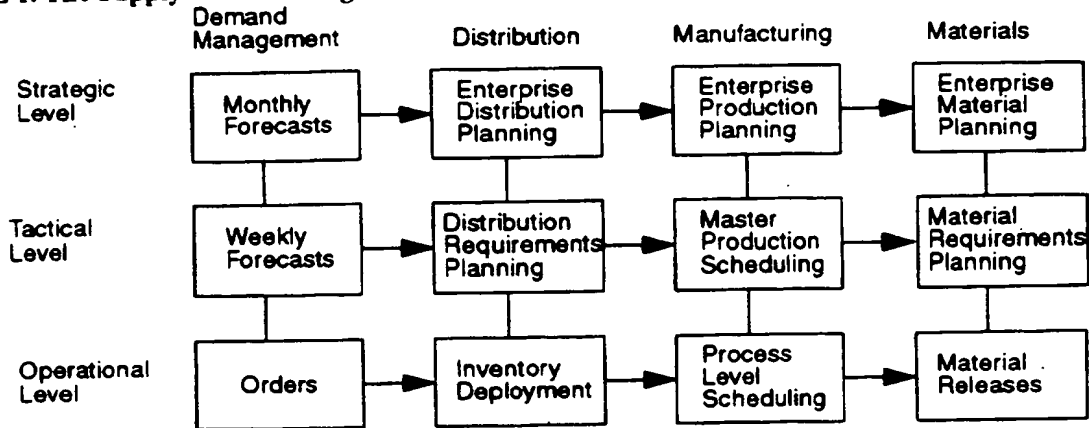 Demand
Management
Distribution
Manufacturing
Materials
Strategic
Level
Monthly
Forecasts
Enterprise
Distribution
Planning
Enterprise
Production
Planning
Enterprise
Material
Planning
Tactical
Level
Weekly
Forecasts
Distribution
Requirements
Planning
Master
Production
Scheduling
Material
Requirements
Planning
Operational
Level
Orders
Inventory
Deployment
Process
Level
Scheduling
Material
Releases